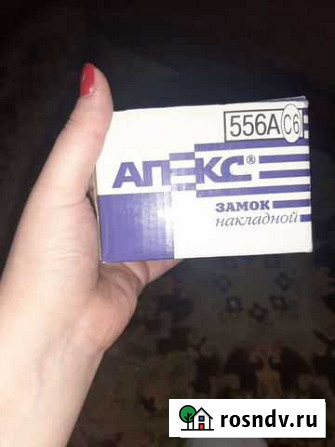 556А С6
АПЕКС®
ЗАМОК
накладной
rosndv.ru